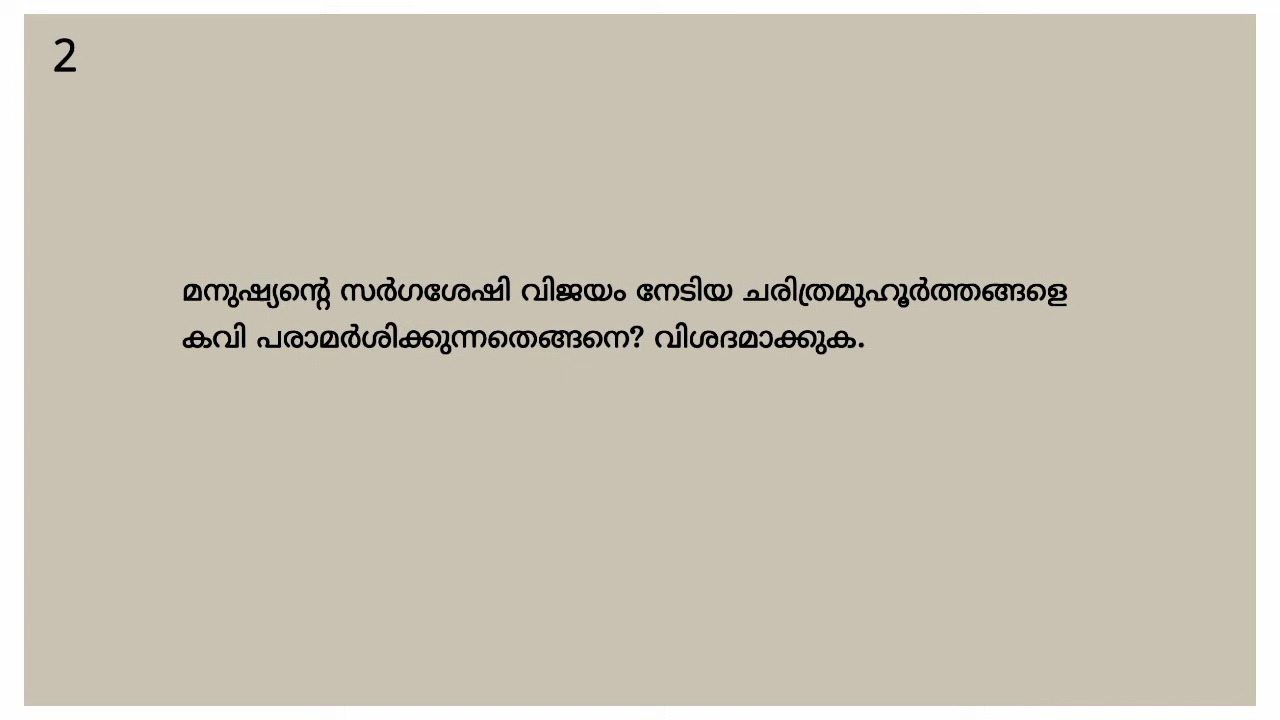 2
മനുഷ്യന്റെ സർഗശേഷി വിജയം നേടിയ ചരിത്രമുഹൂർത്തങ്ങളെ
കവി പരാമർശിക്കുന്നതെങ്ങനെ? വിശദമാക്കുക.